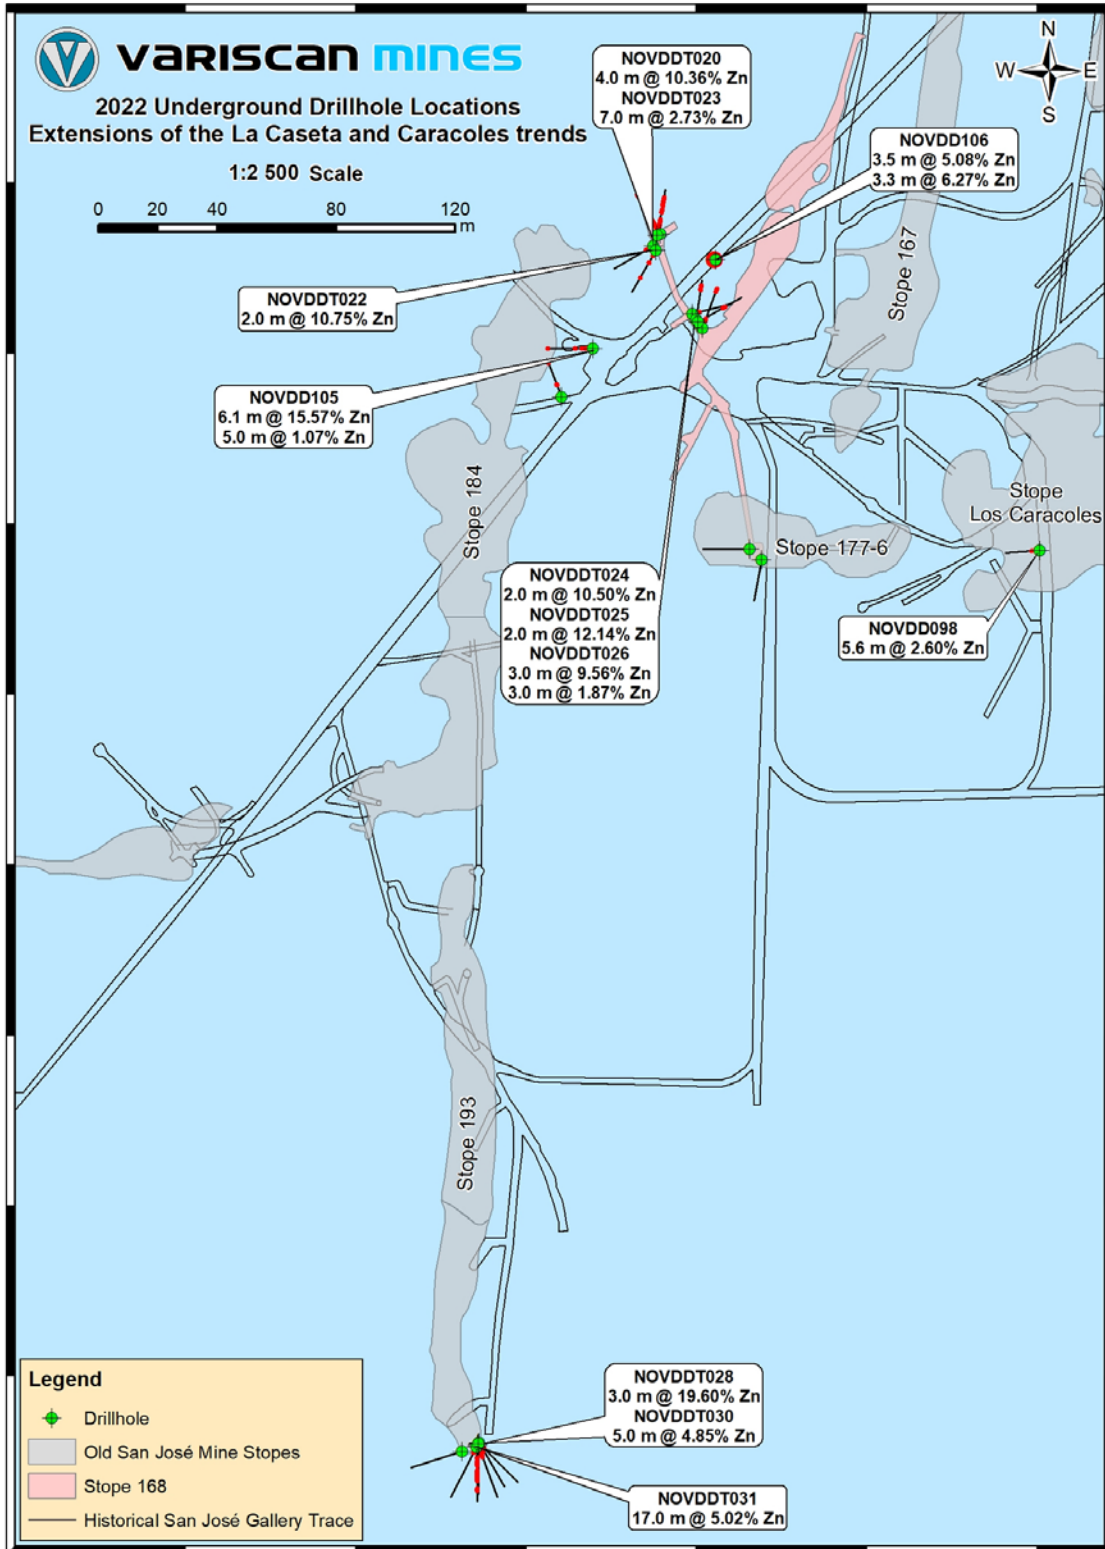 VARISCAN MINES
2022 Underground Drillhole Locations
Extensions of the La Caseta and Caracoles trends
1:2 500 Scale
0 20 40 80 120
m
N
W E
S
NOVDDT020
4.0 m @ 10.36% Zn
NOVDDT023
7.0 m @ 2.73% Zn
NOVDD106
3.5 m @ 5.08% Zn
3.3 m @ 6.27% Zn
Stope 167
NOVDDT022
2.0 m @ 10.75% Zn
NOVDD105
6.1 m @ 15.57% Zn
5.0 m @ 1.07% Zn
Stope 184
Stope
Los Caracoles
Stope 177-6
NOVDDT024
2.0 m @ 10.50% Zn
NOVDDT025
2.0 m @ 12.14% Zn
NOVDDT026
3.0 m @ 9.56% Zn
3.0 m @ 1.87% Zn
NOVDD098
5.6 m @ 2.60% Zn
Stope 193
NOVDDT028
3.0 m @ 19.60% Zn
NOVDDT030
5.0 m @ 4.85% Zn
NOVDDT031
17.0 m @ 5.02% Zn
Legend
Drillhole
Old San José Mine Stopes
Stope 168
Historical San José Gallery Trace